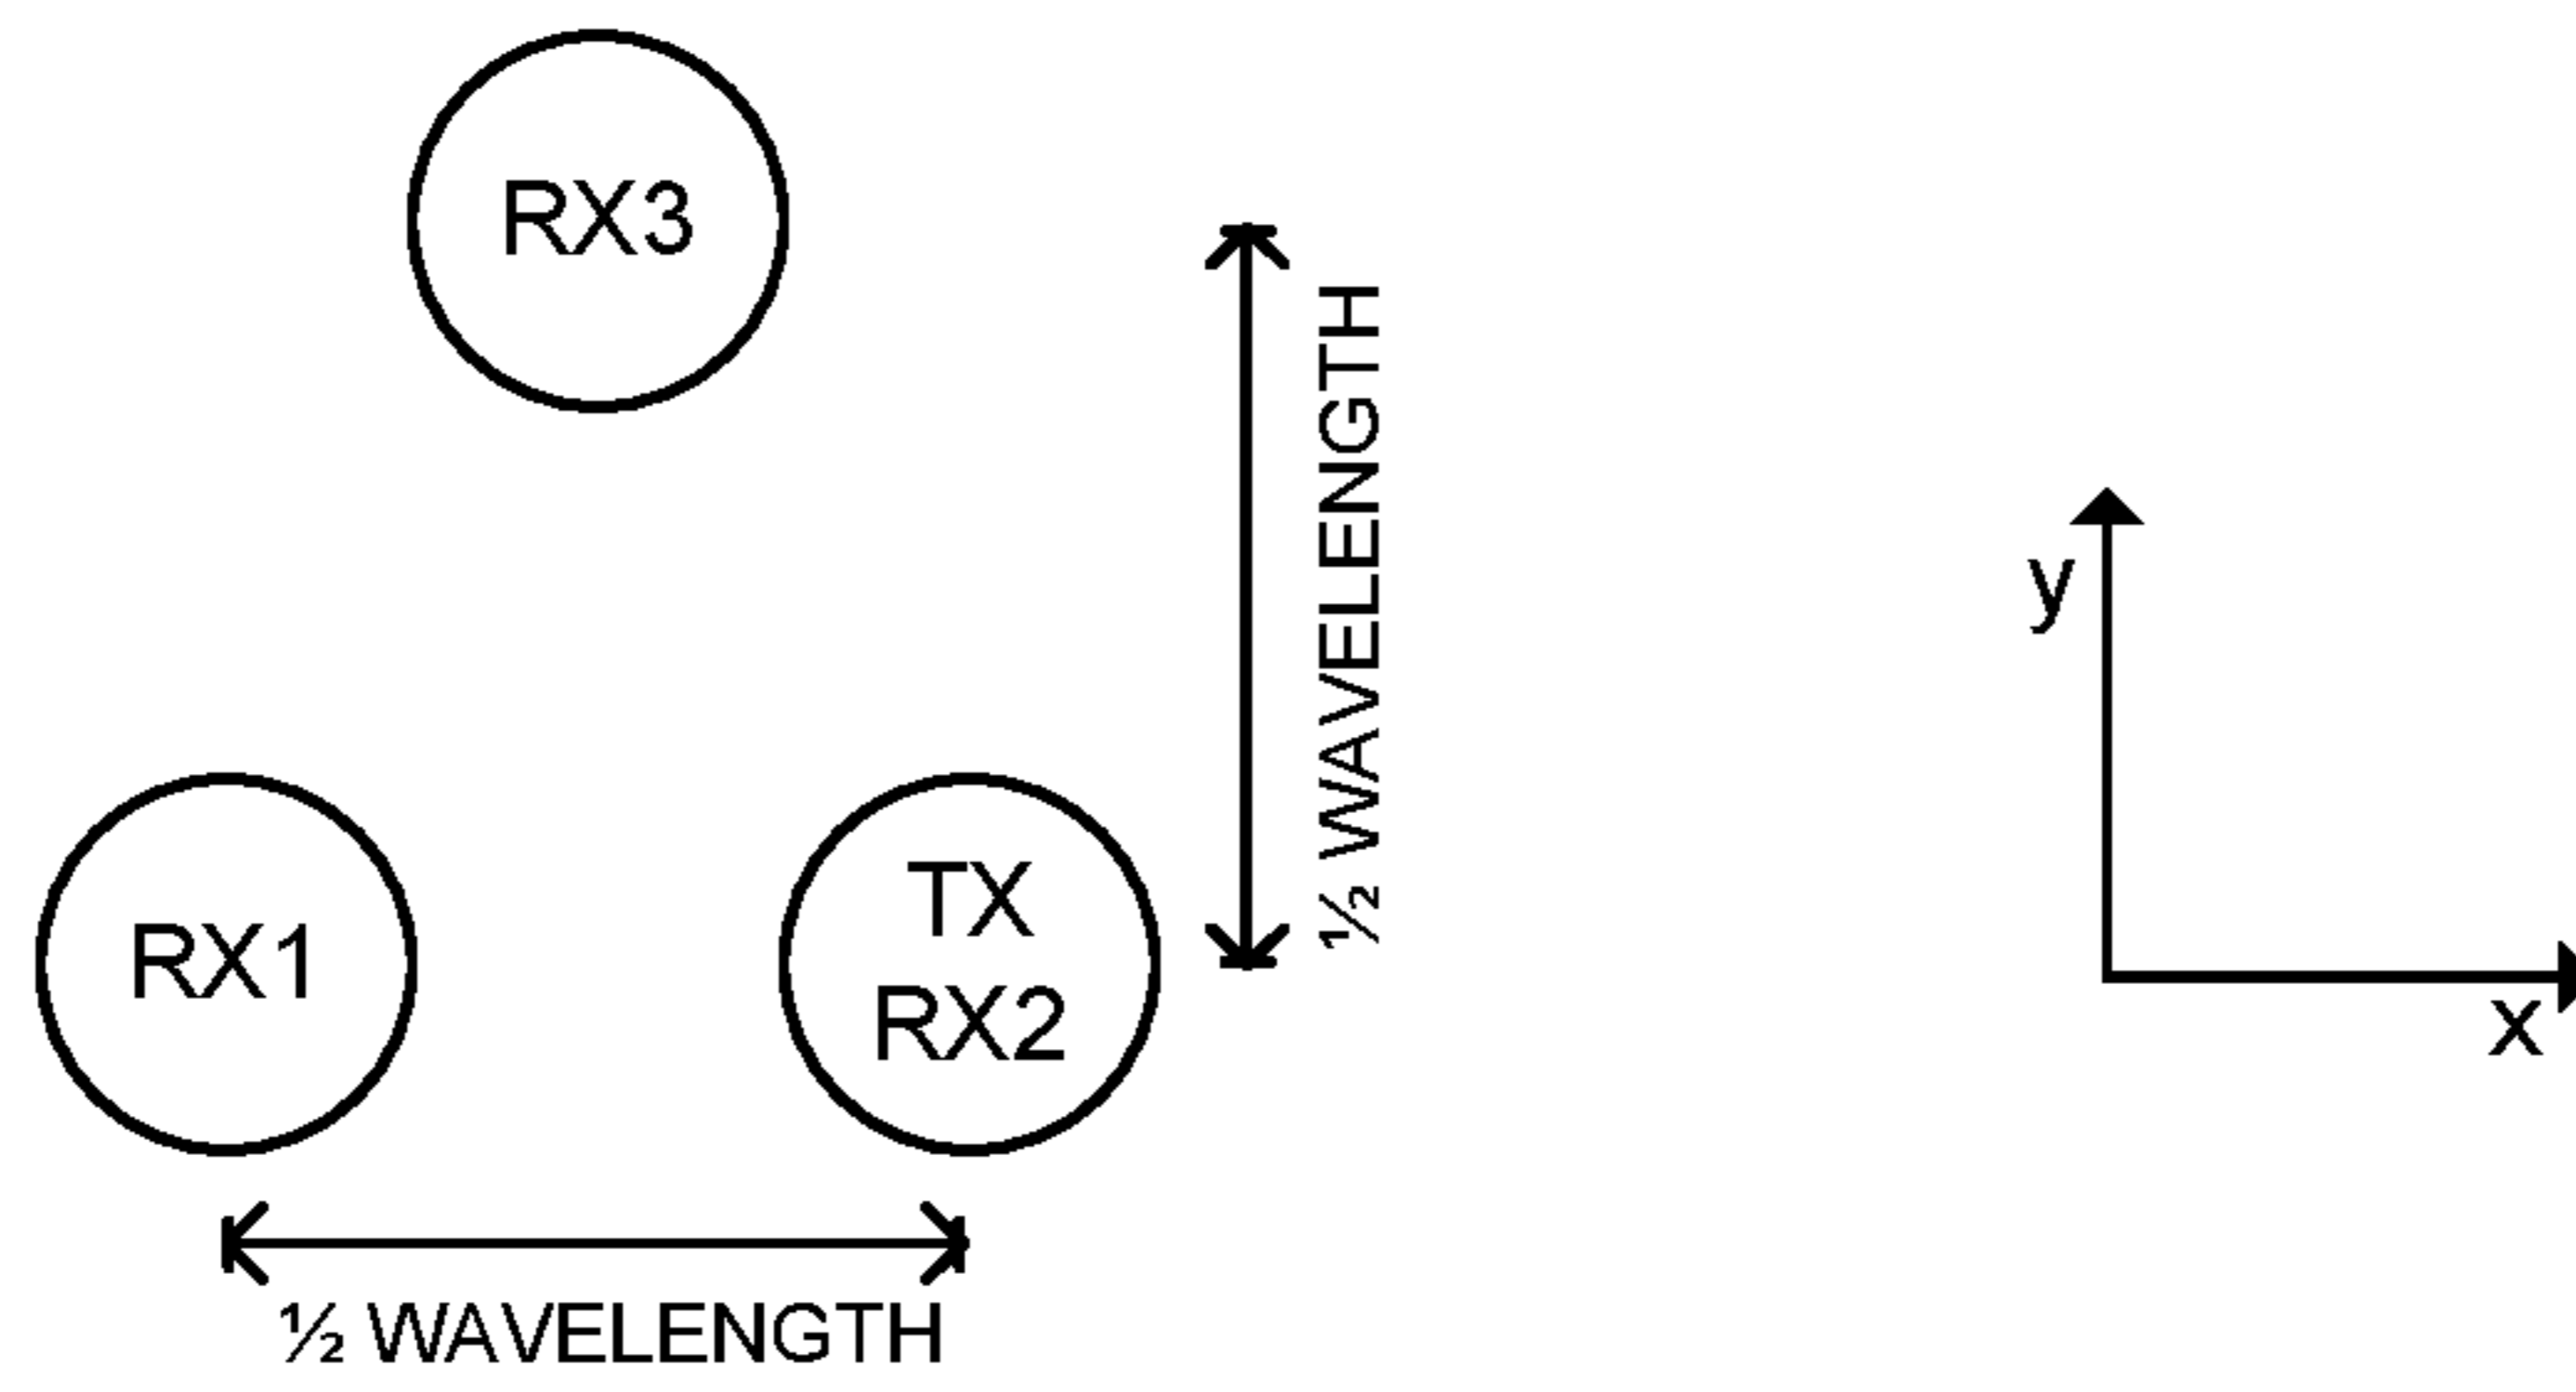 RX3
½ WAVELENGTH
y
x
RX1
TX
RX2
½ WAVELENGTH